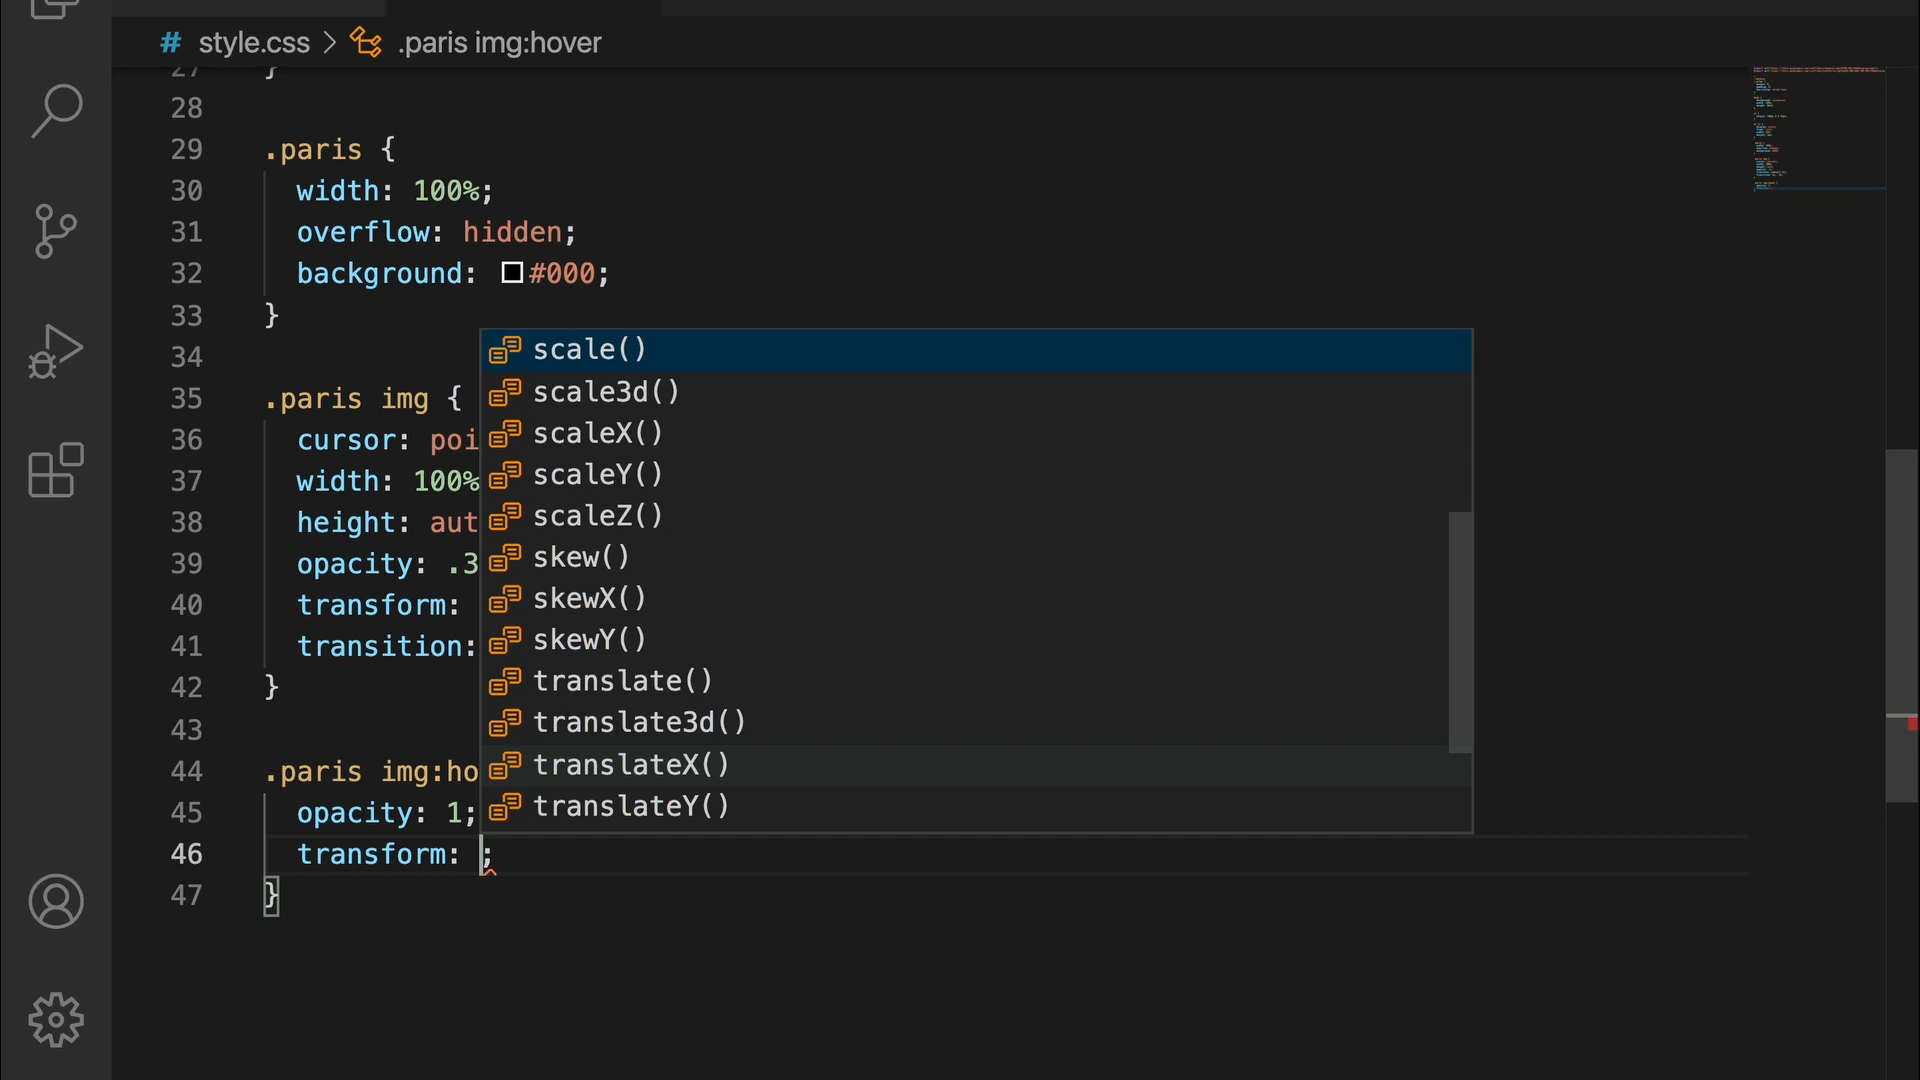 # style.css > .paris img:hover
27 }
28
29 .paris {
30 width: 100%;
31 overflow: hidden;
32 background: #000;
33 }
34
35 .paris img {
36 cursor: poi
37 width: 100%
38 height: aut
39 opacity: .3
40 transform:
41 transition:
42 }
43
44 .paris img:ho
45 opacity: 1;
46 transform: ;
47 }
scale()
scale3d()
scaleX()
scaleY()
scaleZ()
skew()
skewX()
skewY()
translate()
translate3d()
translateX()
translateY()